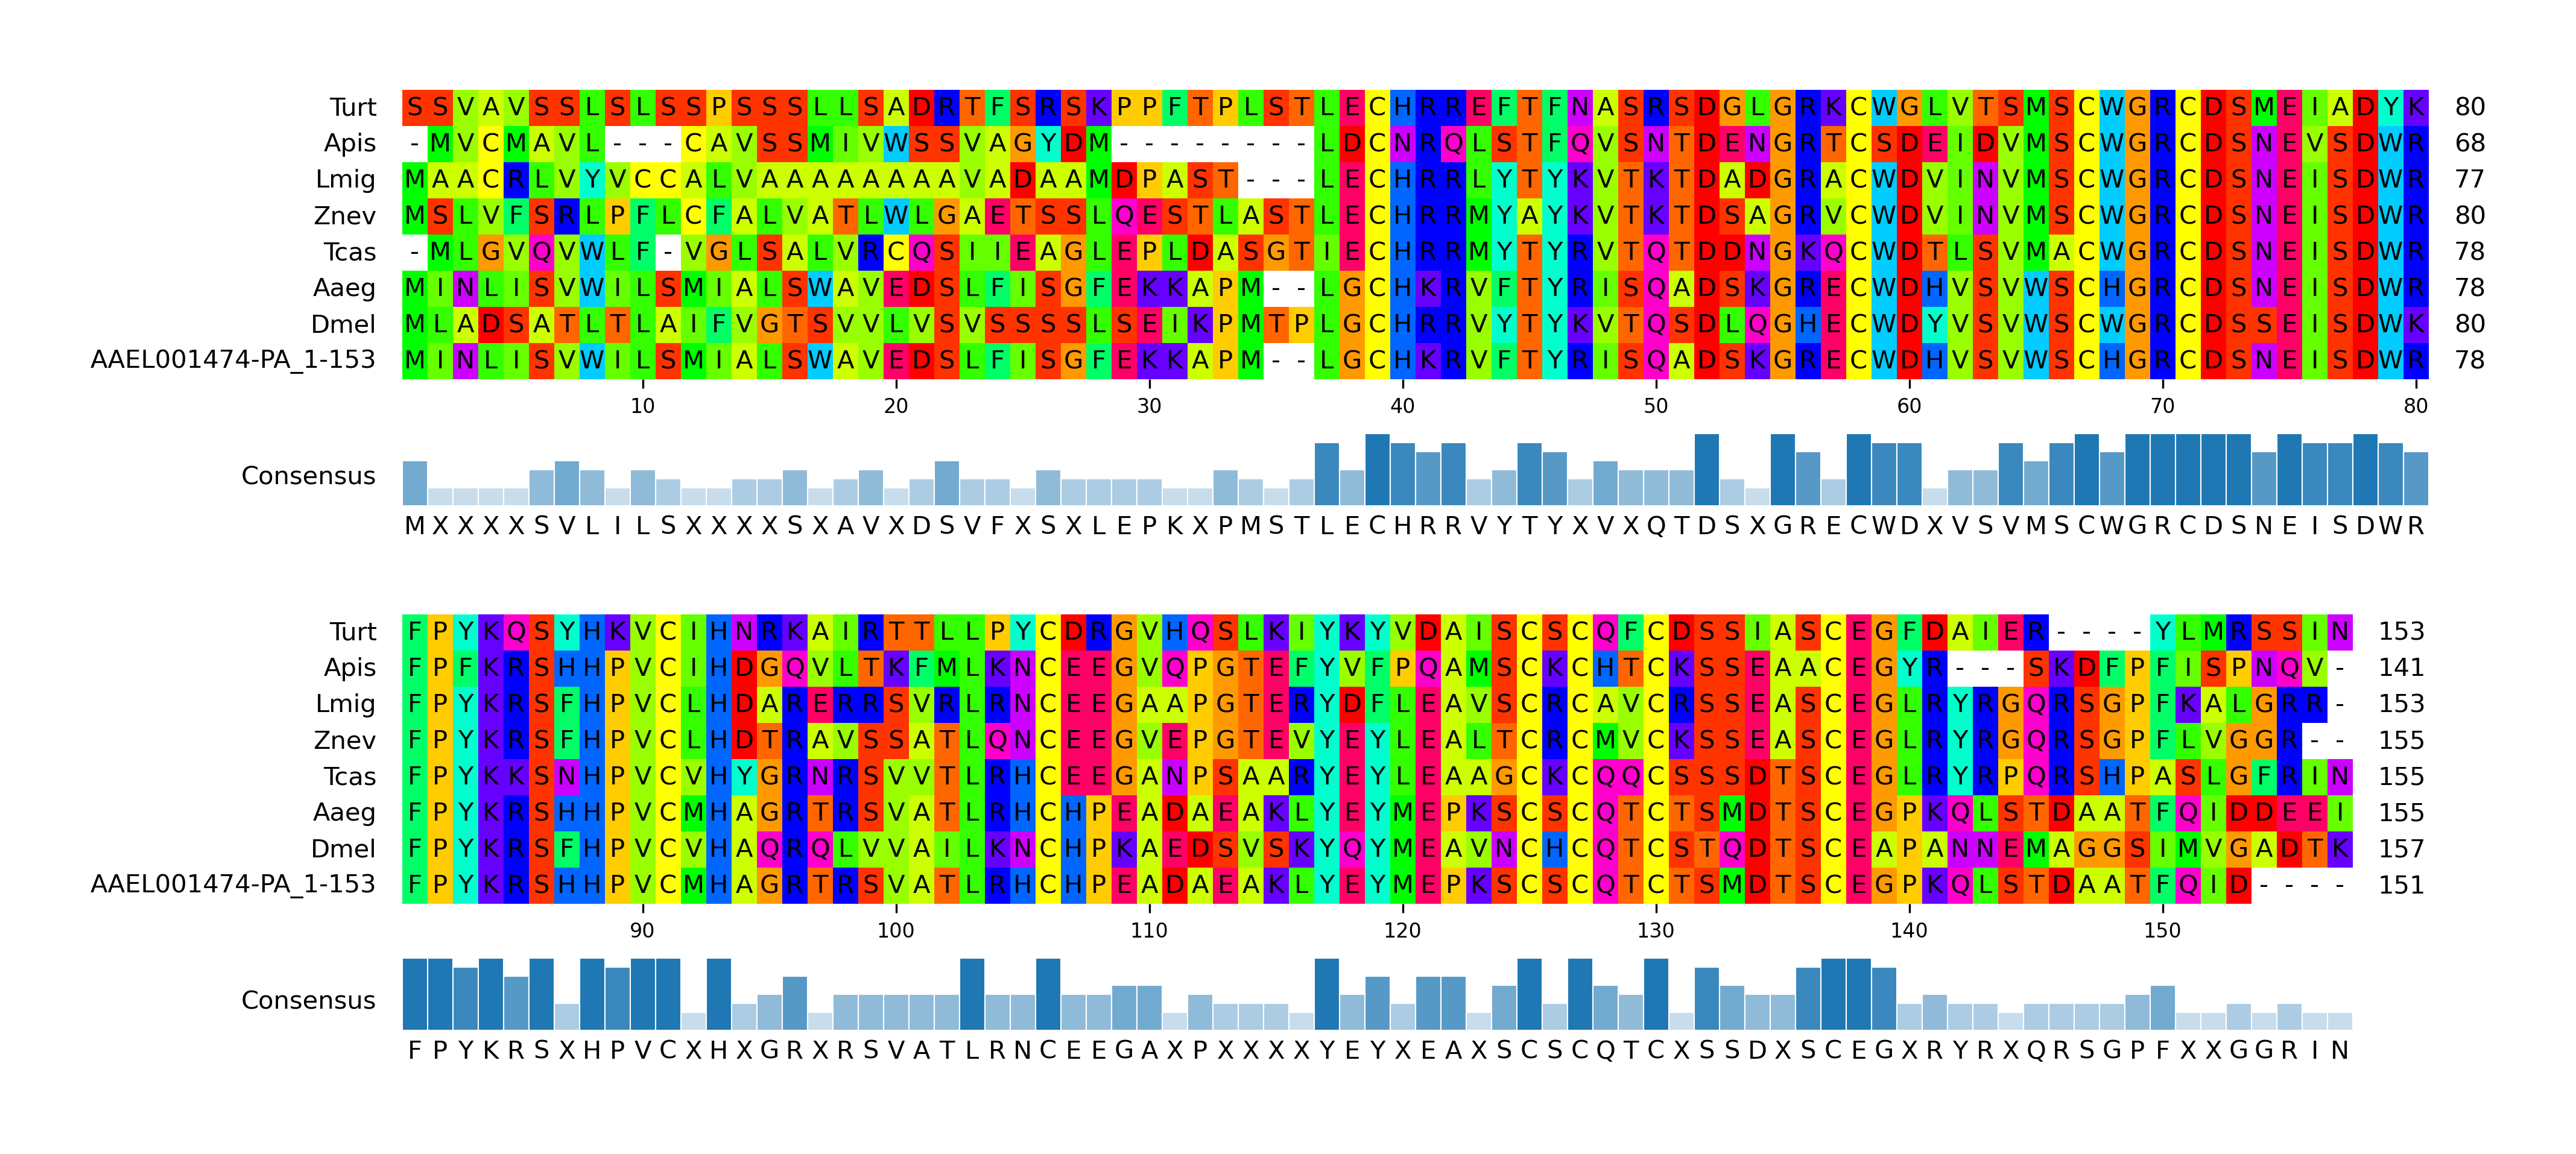 Turt SSVAVSSLSLSSPSSSLLSADRTFSRSKPPFTPLSTLECHRREFTFNASRSDGLGRKCWGLVTSMSCWGRCDSMEIADYK 80
Apis -MVCMAVL---CAVSSMIVWSSVAGYDM--------LDCNRQLSTFQVSNTDENGRTCSDEIDVMSCWGRCDSNEVSDWR 68
Lmig MAACRLVYVCCALVAAAAAAAAVADAAMDPAST---LECHRRLYTYKVTKTDADGRACWDVINVMSCWGRCDSNEISDWR 77
Znev MSLVFSRLPFLCFALVATLWLGAETSSLQESTLASTLECHRRMYAYKVTKTDSAGRVCWDVINVMSCWGRCDSNEISDWR 80
Tcas -MLGVQVWLF-VGLSALVRCQSIIEAGLEPLDASGTIECHRRMYTYRVTQTDDNGKQCWDTLSVMACWGRCDSNEISDWR 78
Aaeg MINLISVWILSMIALSWAVEDSLFISGFEKKAPM--LGCHKRVFTYRISQADSKGRECWDHVSVWSCHGRCDSNEISDWR 78
Dmel MLADSATLTLAIFVGTSVVLVSVSSSSLSEIKPMTPLGCHRRVYTYKVTQSDLQGHECWDYVSVWSCWGRCDSSEISDWK 80
AAEL001474-PA_1-153 MINLISVWILSMIALSWAVEDSLFISGFEKKAPM--LGCHKRVFTYRISQADSKGRECWDHVSVWSCHGRCDSNEISDWR 78
10 20 30 40 50 60 70 80
Consensus
MXXXXSVLILSXXXXSXAVXDSVFXSXLEPKXPMSTLECHRRVYTYXVXQTDSXGRECWDXVSVMSCWGRCDSNEISDWR
Turt FPYKQSYHKVCIHNRKAIRTTLLPYCDRGVHQSLKIYKYVDAISCSCQFCDSSIASCEGFDAIER----YLMRSSIN 153
Apis FPFKRSHHPVCIHDGQVLTKFMLKNCEEGVQPGTEFYVFPQAMSCKCHTCKSSEAACEGYR---SKDFPFISPNQV- 141
Lmig FPYKRSFHPVCLHDARERRSVRLRNCEEGAAPGTERYDFLEAVSCRCAVCRSSEASCEGLRYRGQRSGPFKALGRR- 153
Znev FPYKRSFHPVCLHDTRAVSSATLQNCEEGVEPGTEVYEYLEALTCRCMVCKSSEASCEGLRYRGQRSGPFLVGGR-- 155
Tcas FPYKKSNHPVCVHYGRNRSVVTLRHCEEGANPSAARYEYLEAAGCKCQQCSSSDTSCEGLRYRPQRSHPASLGFRIN 155
Aaeg FPYKRSHHPVCMHAGRTRSVATLRHCHPEADAEAKLYEYMEPKSCSCQTCTSMDTSCEGPKQLSTDAATFQIDDEEI 155
Dmel FPYKRSFHPVCVHAQRQLVVAILKNCHPKAEDSVSKYQYMEAVNCHCQTCSTQDTSCEAPANNEMAGGSIMVGADTK 157
AAEL001474-PA_1-153 FPYKRSHHPVCMHAGRTRSVATLRHCHPEADAEAKLYEYMEPKSCSCQTCTSMDTSCEGPKQLSTDAATFQID---- 151
90 100 110 120 130 140 150
Consensus
FPYKRSXHPVCXHXGRXRSVATLRNCEEGAXPXXXXYEYXEAXSCSCQTCXSSDXSCEGXRYRXQRSGPFXXGGRIN